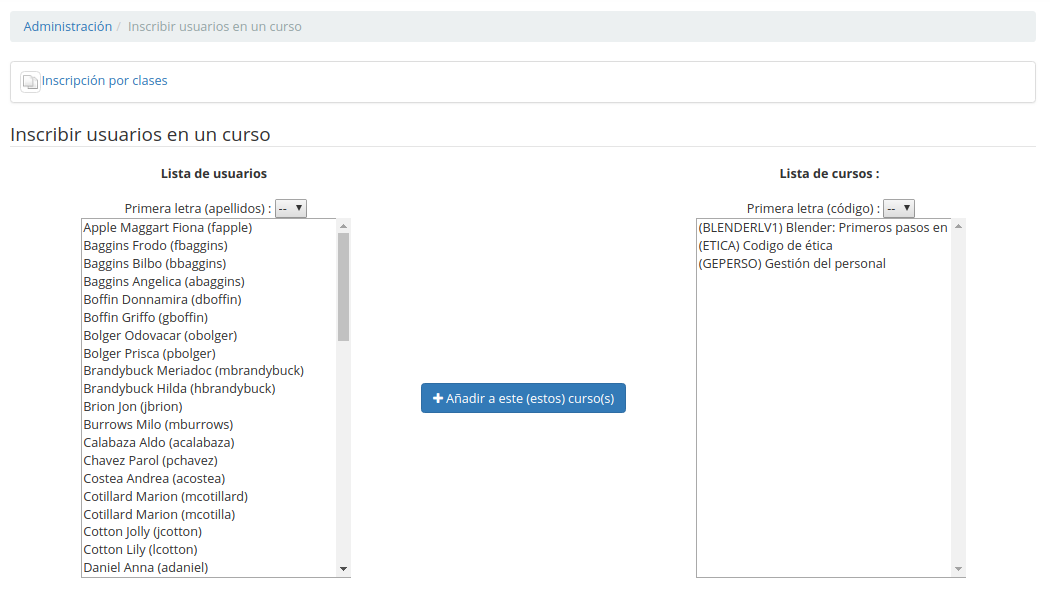 Administración / Inscribir usuarios en un curso
Inscripción por clases
Inscribir usuarios en un curso
Lista de usuarios
Primera letra (apellidos) : --
Apple Maggart Fiona (fapple)
Baggins Frodo (fbaggins)
Baggins Bilbo (bbaggins)
Baggins Angelica (abaggins)
Boffin Donnamira (dboffin)
Boffin Griffo (gboffin)
Bolger Odovacar (obolger)
Bolger Prisca (pbolger)
Brandybuck Meriadoc (mbrandybuck)
Brandybuck Hilda (hbrandybuck)
Brion Jon (jbrion)
Burrows Milo (mburrows)
Calabaza Aldo (acalabaza)
Chavez Parol (pchavez)
Costea Andrea (acostea)
Cotillard Marion (mcotillard)
Cotillard Marion (mcotilla)
Cotton Jolly (jcotton)
Cotton Lily (lcotton)
Daniel Anna (adaniel)
Añadir a este (estos) curso(s)
Lista de cursos :
Primera letra (código) : --
(BLENDERLV1) Blender: Primeros pasos en
(ETICA) Codigo de ética
(GEPERSO) Gestión del personal